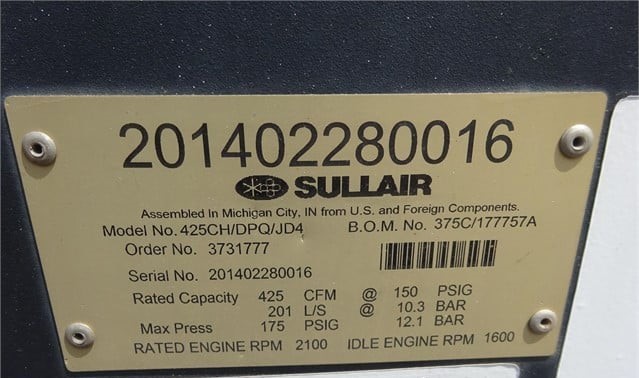 201402280016
SULLAIR
Assembled In Michigan City, IN from U.S. and Foreign Components.
Model No. 425CH/DPQ/JD4 B.O.M. No. 375C/177757A
Order No. 3731777
Serial No. 201402280016
Rated Capacity 425 CFM @ 150 PSIG
201 L/S @ 10.3 BAR
Max Press 175 PSIG 12.1 BAR
RATED ENGINE RPM 2100 IDLE ENGINE RPM 1600